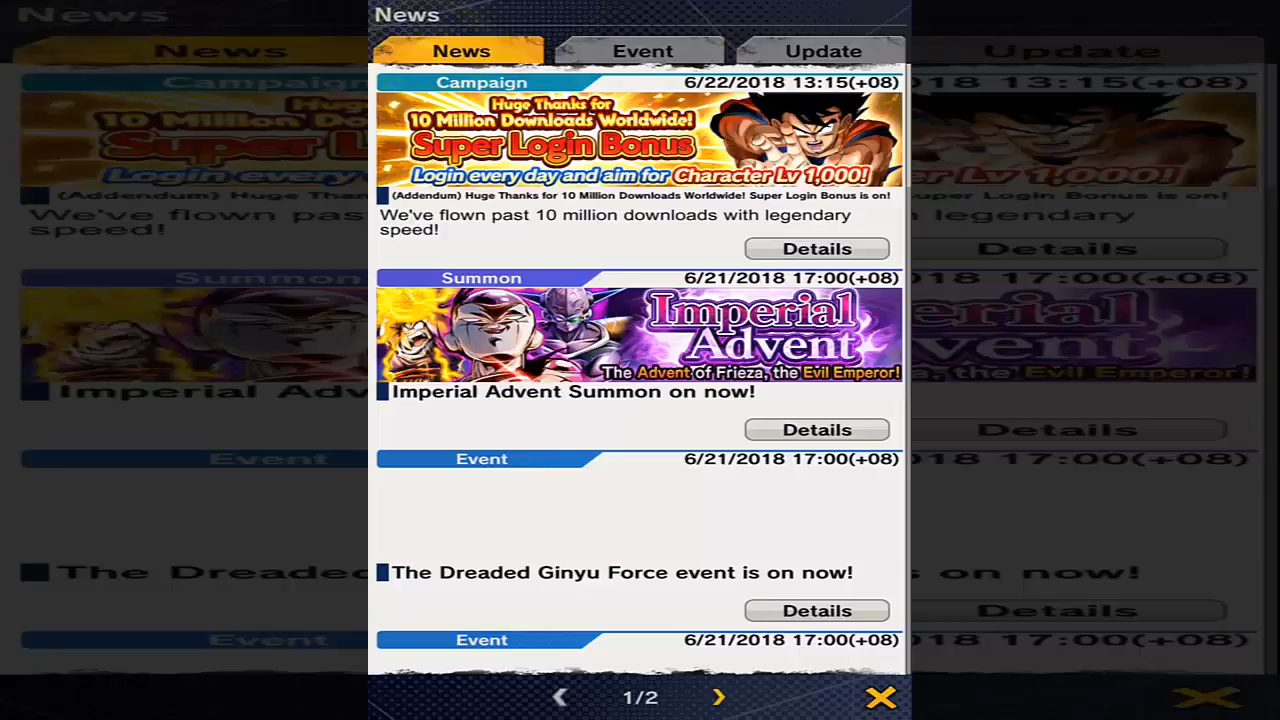 News
News
Event
Update
Campaign
6/22/2018 13:15(+08)
Huge Thanks for
10 Million Downloads Worldwide!
Super Login Bonus
Login every day and aim for Character Lv 1,000!
(Addendum) Huge Thanks for 10 Million Downloads Worldwide! Super Login Bonus is on!
We've flown past 10 million downloads with legendary
speed!
Details
Summon
6/21/2018 17:00(+08)
Imperial
Advent
The Advent of Frieza, the Evil Emperor!
Imperial Advent Summon on now!
Details
Event
6/21/2018 17:00(+08)
The Dreaded Ginyu Force event is on now!
Details
Event
6/21/2018 17:00(+08)
1/2